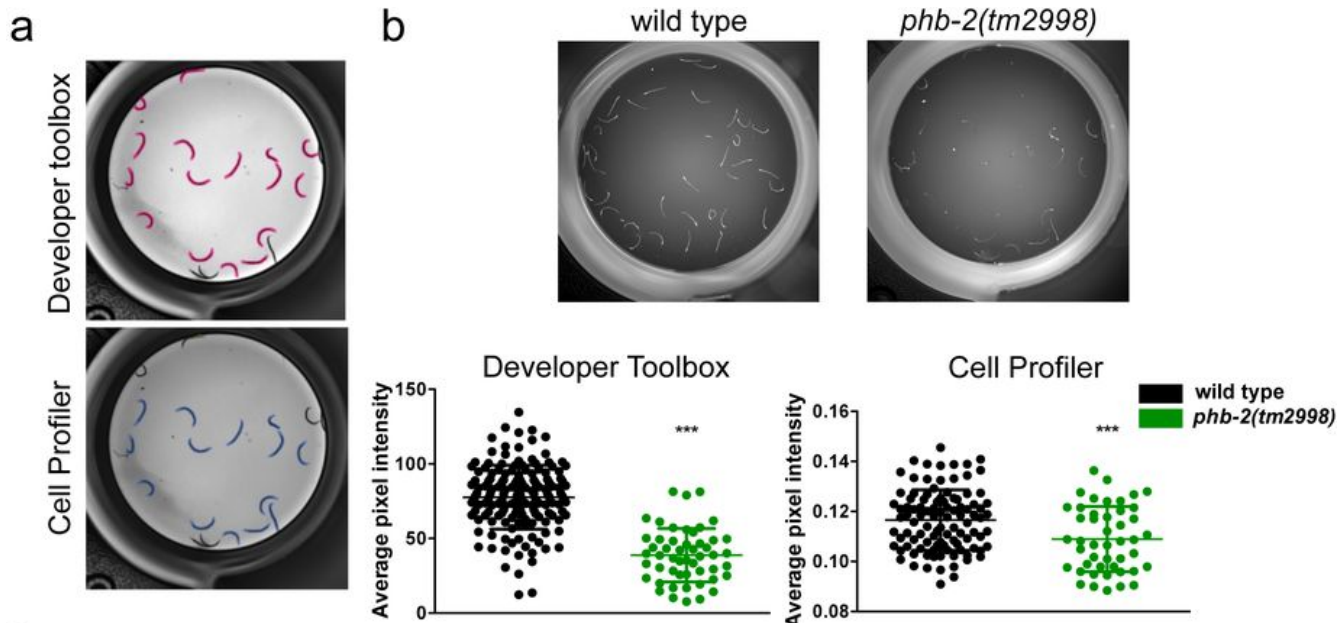 a
Developer toolbox
Cell Profiler
b
wild type
phb-2(tm2998)
Developer Toolbox
Average pixel intensity
150
100
50
0
***
Cell Profiler
Average pixel intensity
0.16
0.14
0.12
0.10
0.08
***
wild type
phb-2(tm2998)